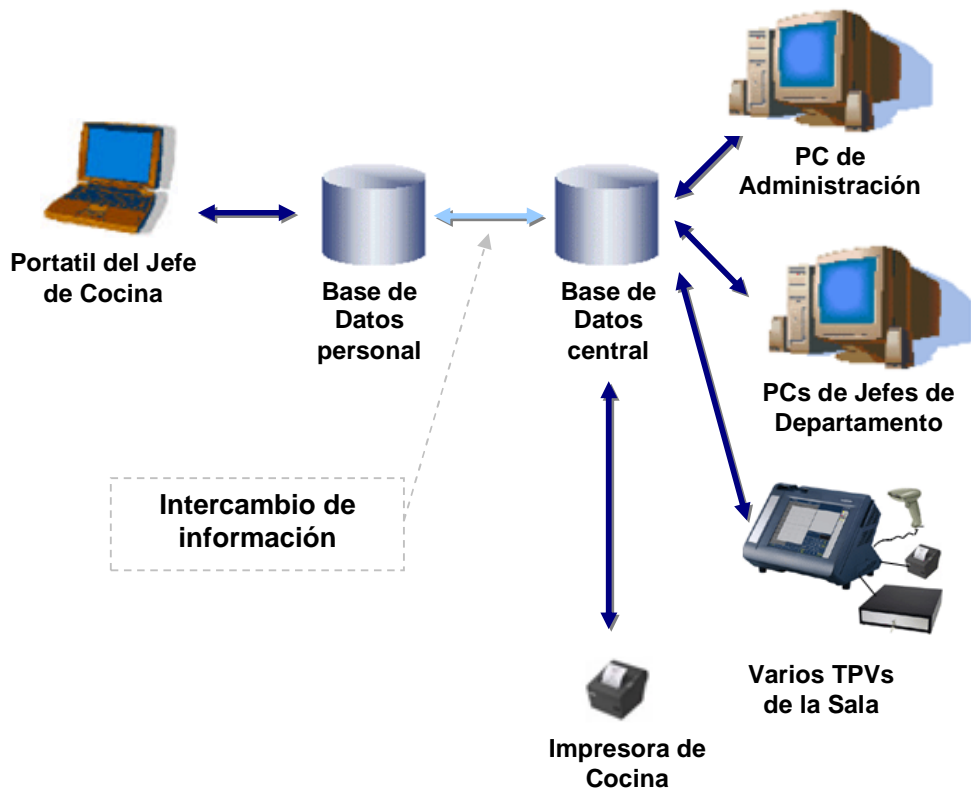 PC de
Administración
Portatil del Jefe
de Cocina
Base de
Datos
personal
Base de
Datos
central
PCs de Jefes de
Departamento
Intercambio de
información
Varios TPVs
de la Sala
Impresora de
Cocina